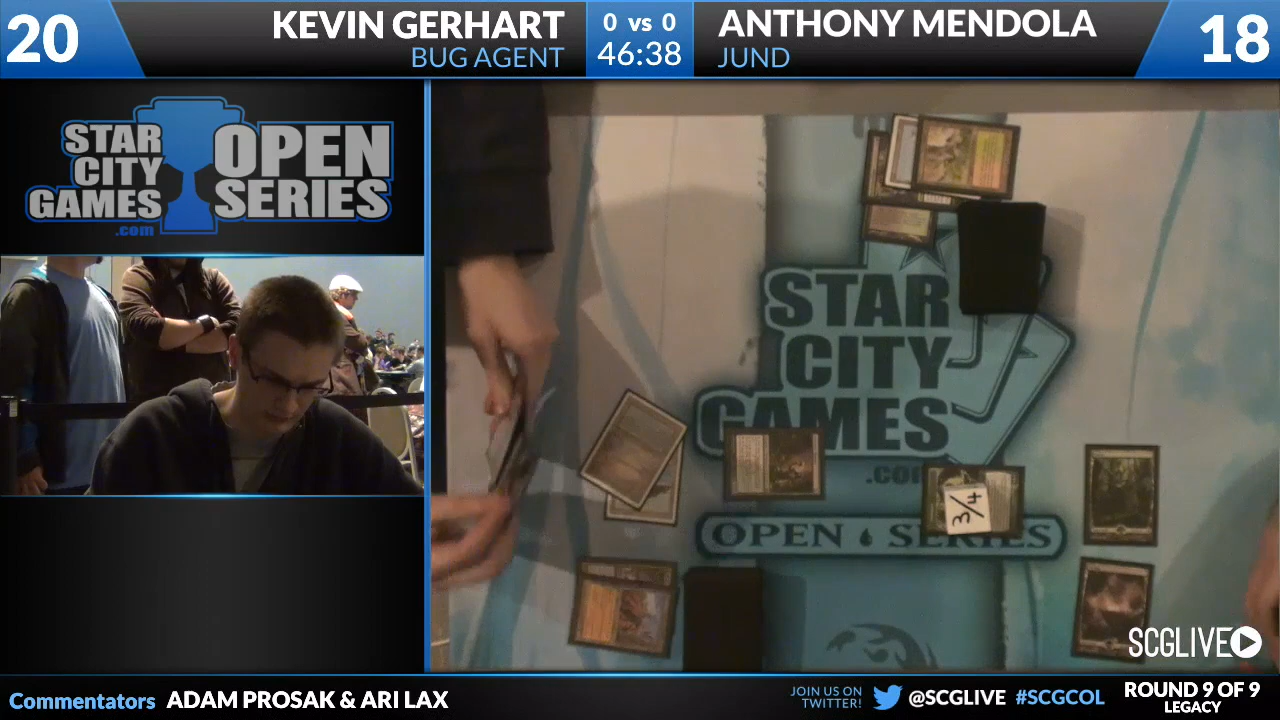 20
KEVIN GERHART
BUG AGENT
0 vs 0
46:38
ANTHONY MENDOLA
JUND
18
STAR
CITY
GAMES
.com
OPEN
SERIES
STAR
CITY
GAMES
.com
OPEN SERIES
3/4
SCGLIVE
Commentators ADAM PROSAK & ARI LAX
JOIN US ON
TWITTER!
@SCGLIVE #SCGCOL
ROUND 9 OF 9
LEGACY